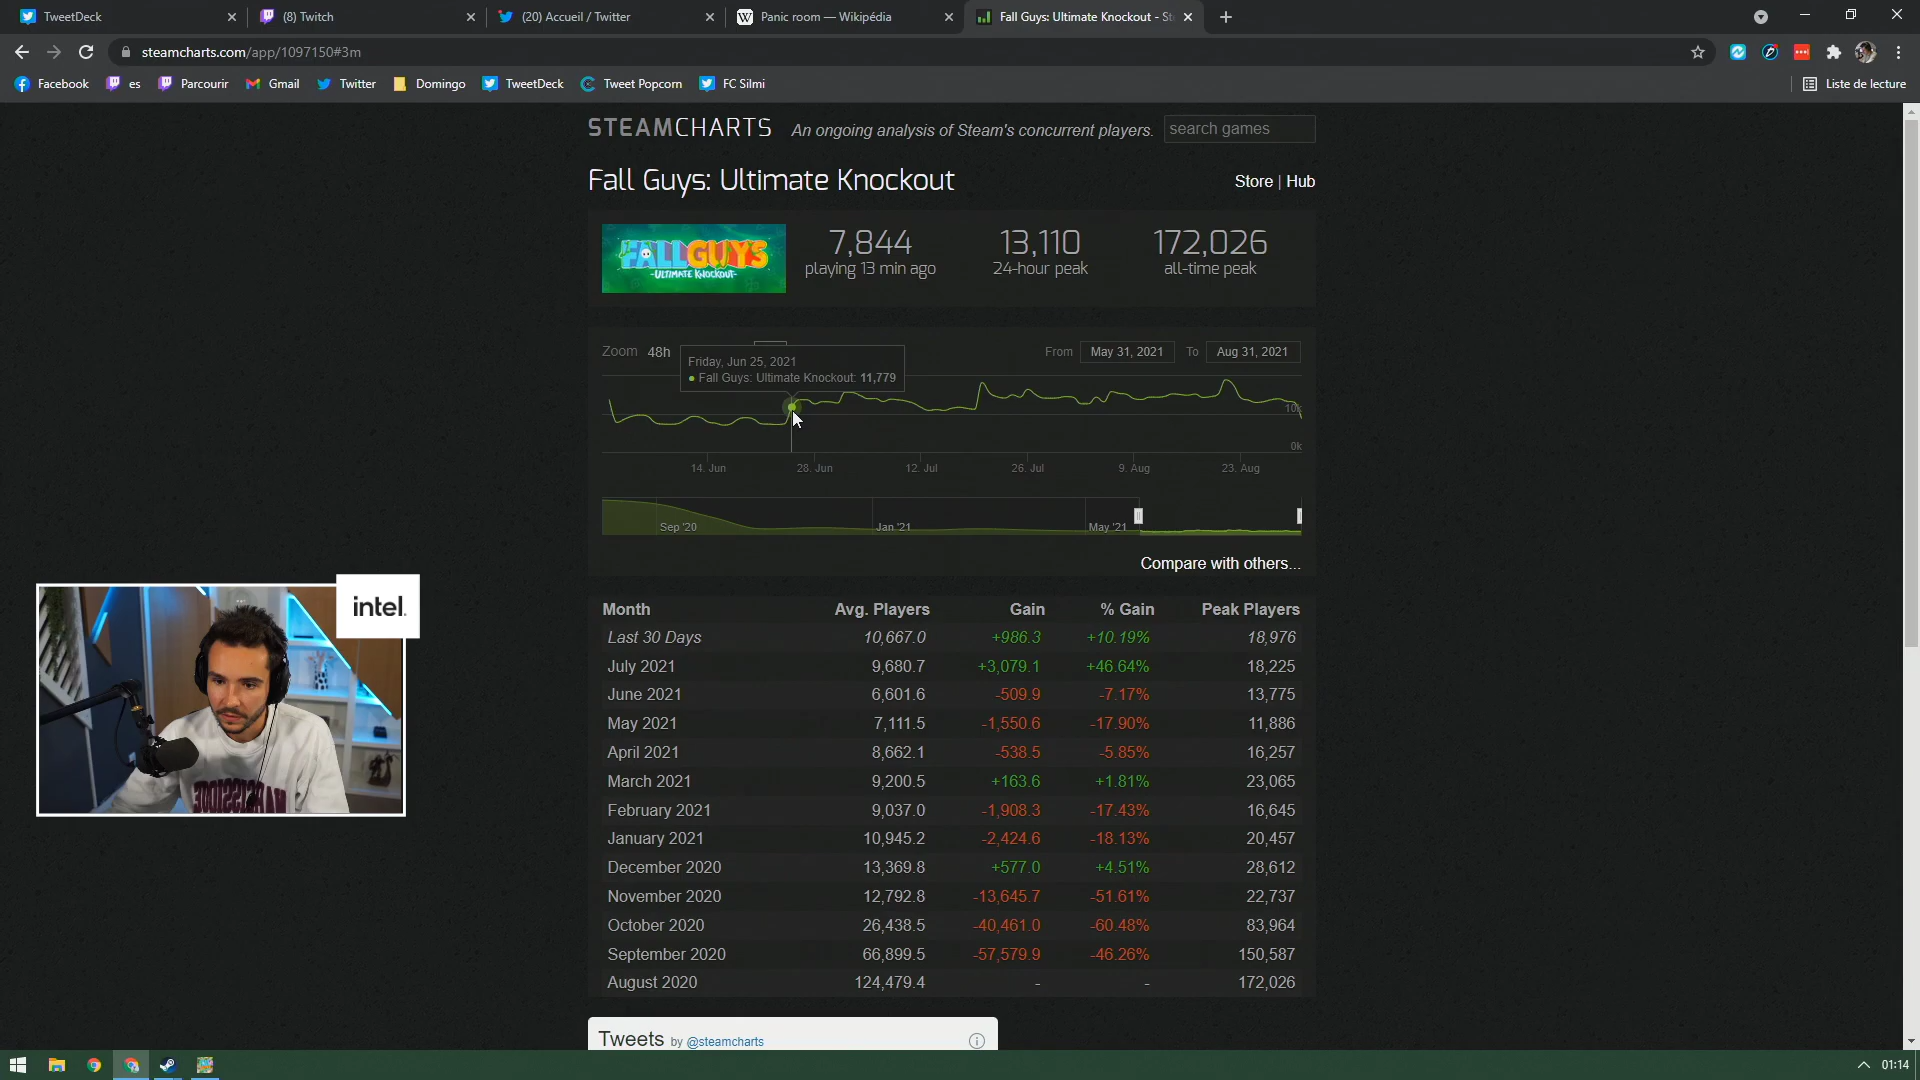 TweetDeck
(8) Twitch
(20) Accueil / Twitter
Panic room — Wikipédia
Fall Guys: Ultimate Knockout - St
steamcharts.com/app/1097150#3m
Facebook
es
Parcourir
Gmail
Twitter
Domingo
TweetDeck
Tweet Popcorn
FC Silmi
Liste de lecture
STEAMCHARTS An ongoing analysis of Steam's concurrent players. search games
Fall Guys: Ultimate Knockout
Store | Hub
FALL GUYS
-ULTIMATE KNOCKOUT-
7,844 13,110 172,026
playing 13 min ago 24-hour peak all-time peak
Zoom 48h
From May 31, 2021 To Aug 31, 2021
Friday, Jun 25, 2021
Fall Guys: Ultimate Knockout: 11,779
10k
0k
14. Jun 28. Jun 12. Jul 26. Jul 9. Aug 23. Aug
Sep '20 Jan '21 May '21
Compare with others...
Month Avg. Players Gain % Gain Peak Players
Last 30 Days 10,667.0 +986.3 +10.19% 18,976
July 2021 9,680.7 +3,079.1 +46.64% 18,225
June 2021 6,601.6 -509.9 -7.17% 13,775
May 2021 7,111.5 -1,550.6 -17.90% 11,886
April 2021 8,662.1 -538.5 -5.85% 16,257
March 2021 9,200.5 +163.6 +1.81% 23,065
February 2021 9,037.0 -1,908.3 -17.43% 16,645
January 2021 10,945.2 -2,424.6 -18.13% 20,457
December 2020 13,369.8 +577.0 +4.51% 28,612
November 2020 12,792.8 -13,645.7 -51.61% 22,737
October 2020 26,438.5 -40,461.0 -60.48% 83,964
September 2020 66,899.5 -57,579.9 -46.26% 150,587
August 2020 124,479.4 - - 172,026
Tweets by @steamcharts
intel.
01:14